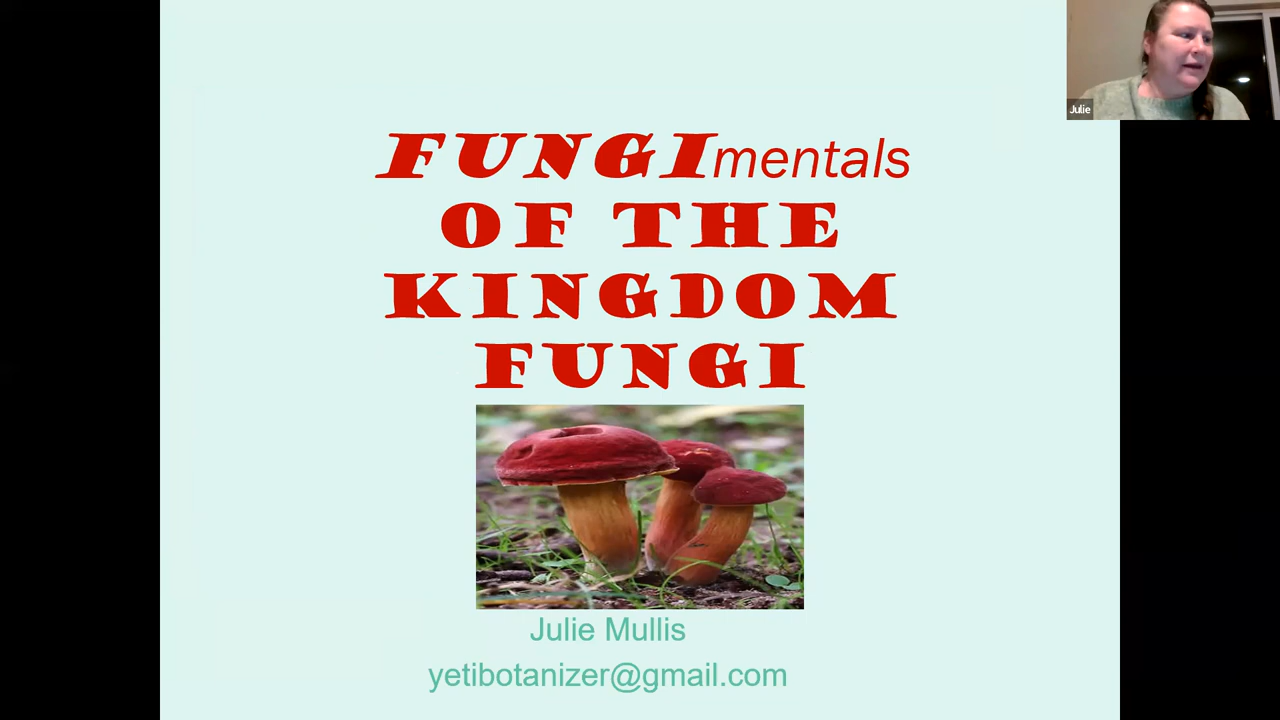 FUNGImentals
OF THE
KINGDOM
FUNGI
Julie Mullis
yetibotanizer@gmail.com
Julie